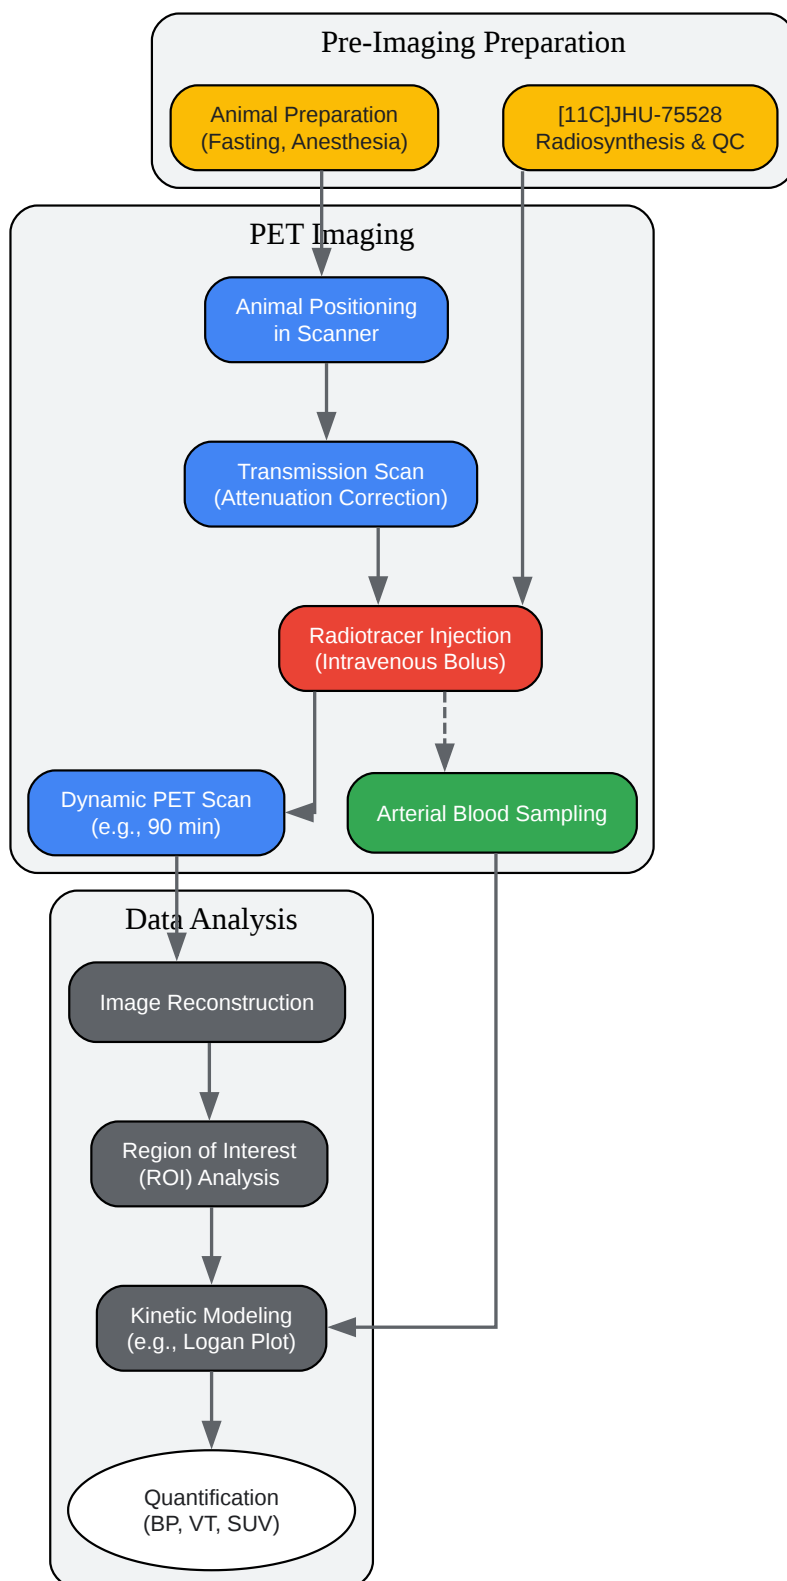 Pre-Imaging Preparation
Animal Preparation
(Fasting, Anesthesia)
[11C]JHU-75528
Radiosynthesis & QC
PET Imaging
Animal Positioning
in Scanner
Transmission Scan
(Attenuation Correction)
Radiotracer Injection
(Intravenous Bolus)
Dynamic PET Scan
(e.g., 90 min)
Arterial Blood Sampling
Data Analysis
Image Reconstruction
Region of Interest
(ROI) Analysis
Kinetic Modeling
(e.g., Logan Plot)
Quantification
(BP, VT, SUV)